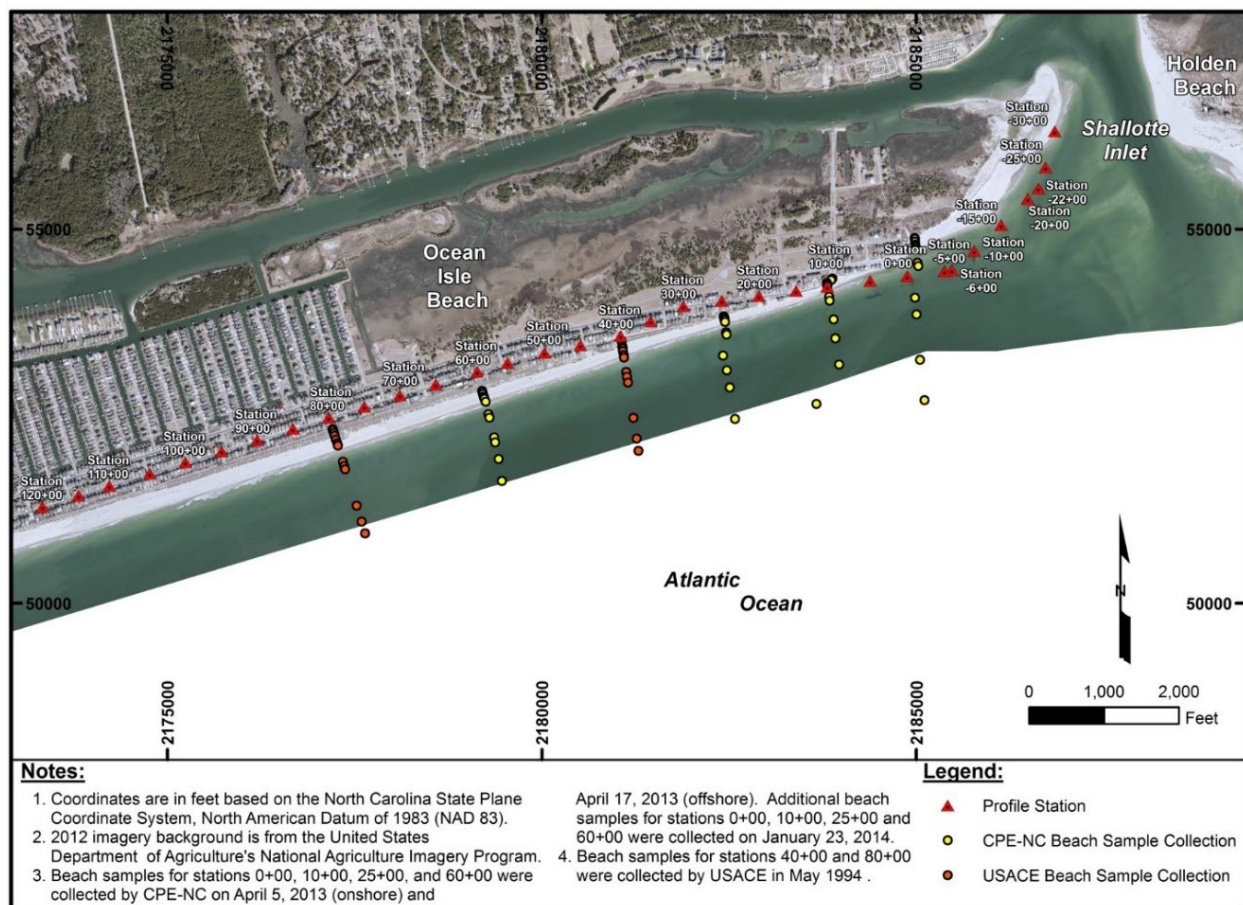 2175000
2180000
2185000
Holden
Beach
Station
-30+00
Shallotte
Inlet
Station
-25+00
Station
-22+00
Station
-20+00
Station
-15+00
Station
-10+00
Station
-5+00
Station
-6+00
Station
0+00
Station
10+00
Station
20+00
Station
30+00
Station
40+00
Station
50+00
Station
60+00
Station
70+00
Station
80+00
Station
90+00
Station
100+00
Station
110+00
Station
120+00
55000
55000
Ocean
Isle
Beach
Atlantic
Ocean
50000
50000
N
0 1,000 2,000
Feet
2175000
2180000
2185000
Notes:
1. Coordinates are in feet based on the North Carolina State Plane
Coordinate System, North American Datum of 1983 (NAD 83).
2. 2012 imagery background is from the United States
Department of Agriculture's National Agriculture Imagery Program.
3. Beach samples for stations 0+00, 10+00, 25+00, and 60+00 were
collected by CPE-NC on April 5, 2013 (onshore) and
April 17, 2013 (offshore). Additional beach
samples for stations 0+00, 10+00, 25+00 and
60+00 were collected on January 23, 2014.
4. Beach samples for stations 40+00 and 80+00
were collected by USACE in May 1994 .
Legend:
Profile Station
CPE-NC Beach Sample Collection
USACE Beach Sample Collection